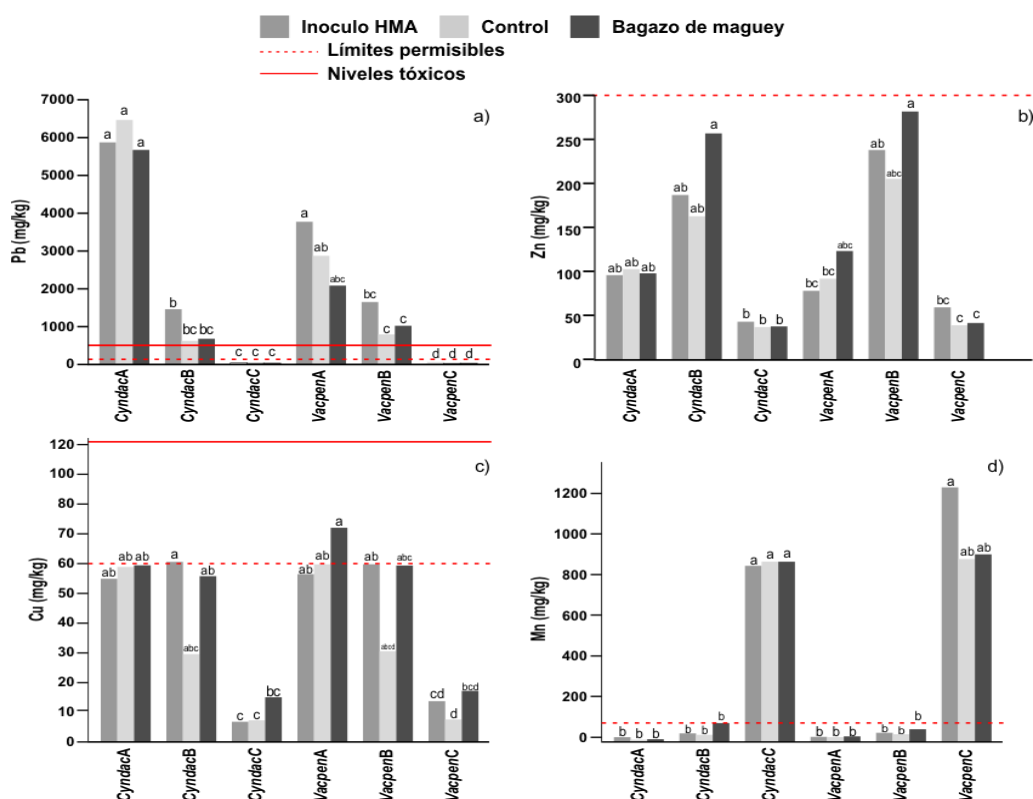 Inoculo HMA Control Bagazo de maguey
Límites permisibles
Niveles tóxicos
a)
Pb (mg/kg)
7000
6000
5000
4000
3000
2000
1000
0
a a a
b bc bc
c c c
a ab abc
bc c c
d d d
CyndacA CyndacB CyndacC VacpenA VacpenB VacpenC
b)
Zn (mg/kg)
300
250
200
150
100
50
0
ab ab ab
ab ab a
b b b
bc bc abc
ab abc a
bc c c
CyndacA CyndacB CyndacC VacpenA VacpenB VacpenC
c)
Cu (mg/kg)
120
100
80
60
70
60
50
40
30
20
10
0
ab ab ab
a abc ab
c c bc
ab ab a
ab abcd abc
cd d bcd
CyndacA CyndacB CyndacC VacpenA VacpenB VacpenC
d)
Mn (mg/kg)
1200
1000
800
600
400
200
0
b b b
b b b
a a a
b b b
b b b
a ab ab
CyndacA CyndacB CyndacC VacpenA VacpenB VacpenC